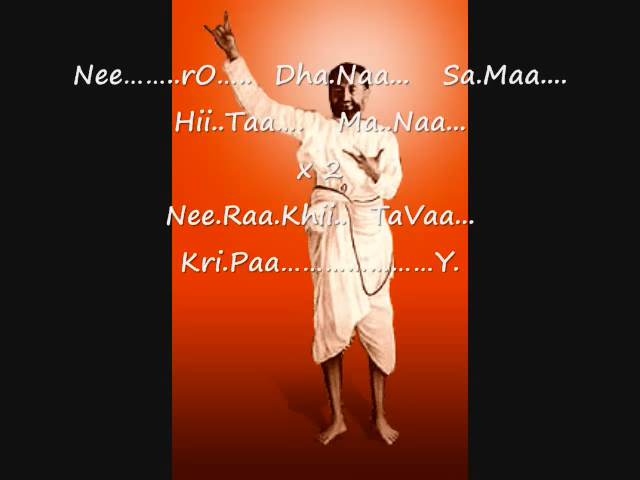 Nee……..rO….. Dha.Naa... Sa.Maa....
Hii..Taa.... Ma..Naa...
x 2
Nee.Raa.Khii.. TaVaa...
Kri.Paa…………………Y.